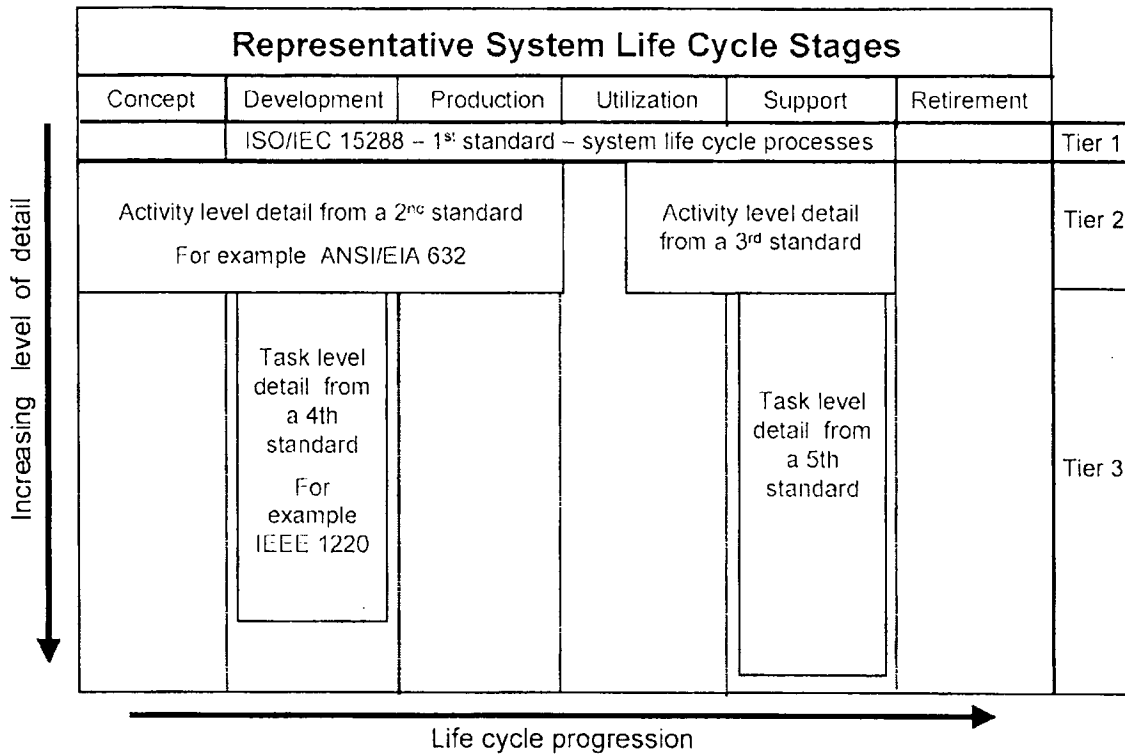 Representative System Life Cycle Stages
Concept Development Production Utilization Support Retirement
ISO/IEC 15288 – 1st standard – system life cycle processes
Tier 1
Activity level detail from a 2nd standard
For example ANSI/EIA 632
Activity level detail
from a 3rd standard
Tier 2
Task level
detail from
a 4th
standard
For
example
IEEE 1220
Task level
detail from
a 5th
standard
Tier 3
Increasing level of detail
Life cycle progression